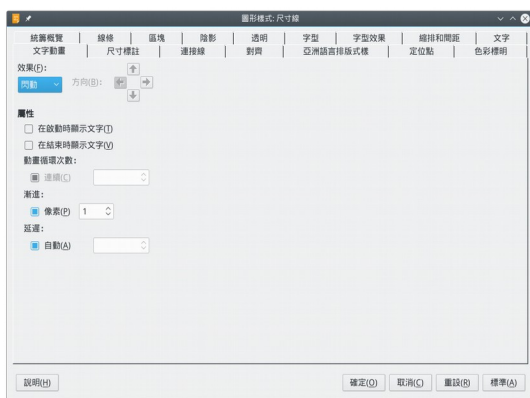 圖形樣式: 尺寸線
統籌概覽 線條 區塊 陰影 透明 字型 字型效果 縮排和間距 文字
文字動畫 尺寸標註 連接線 對齊 亞洲語言排版式樣 定位點 色彩標明
效果(F):
閃動 方向(B):
屬性
在啟動時顯示文字(T)
在結束時顯示文字(V)
動畫循環次數:
連續(C)
漸進:
像素(P) 1
延遲:
自動(A)
說明(H) 確定(O) 取消(C) 重設(R) 標準(A)